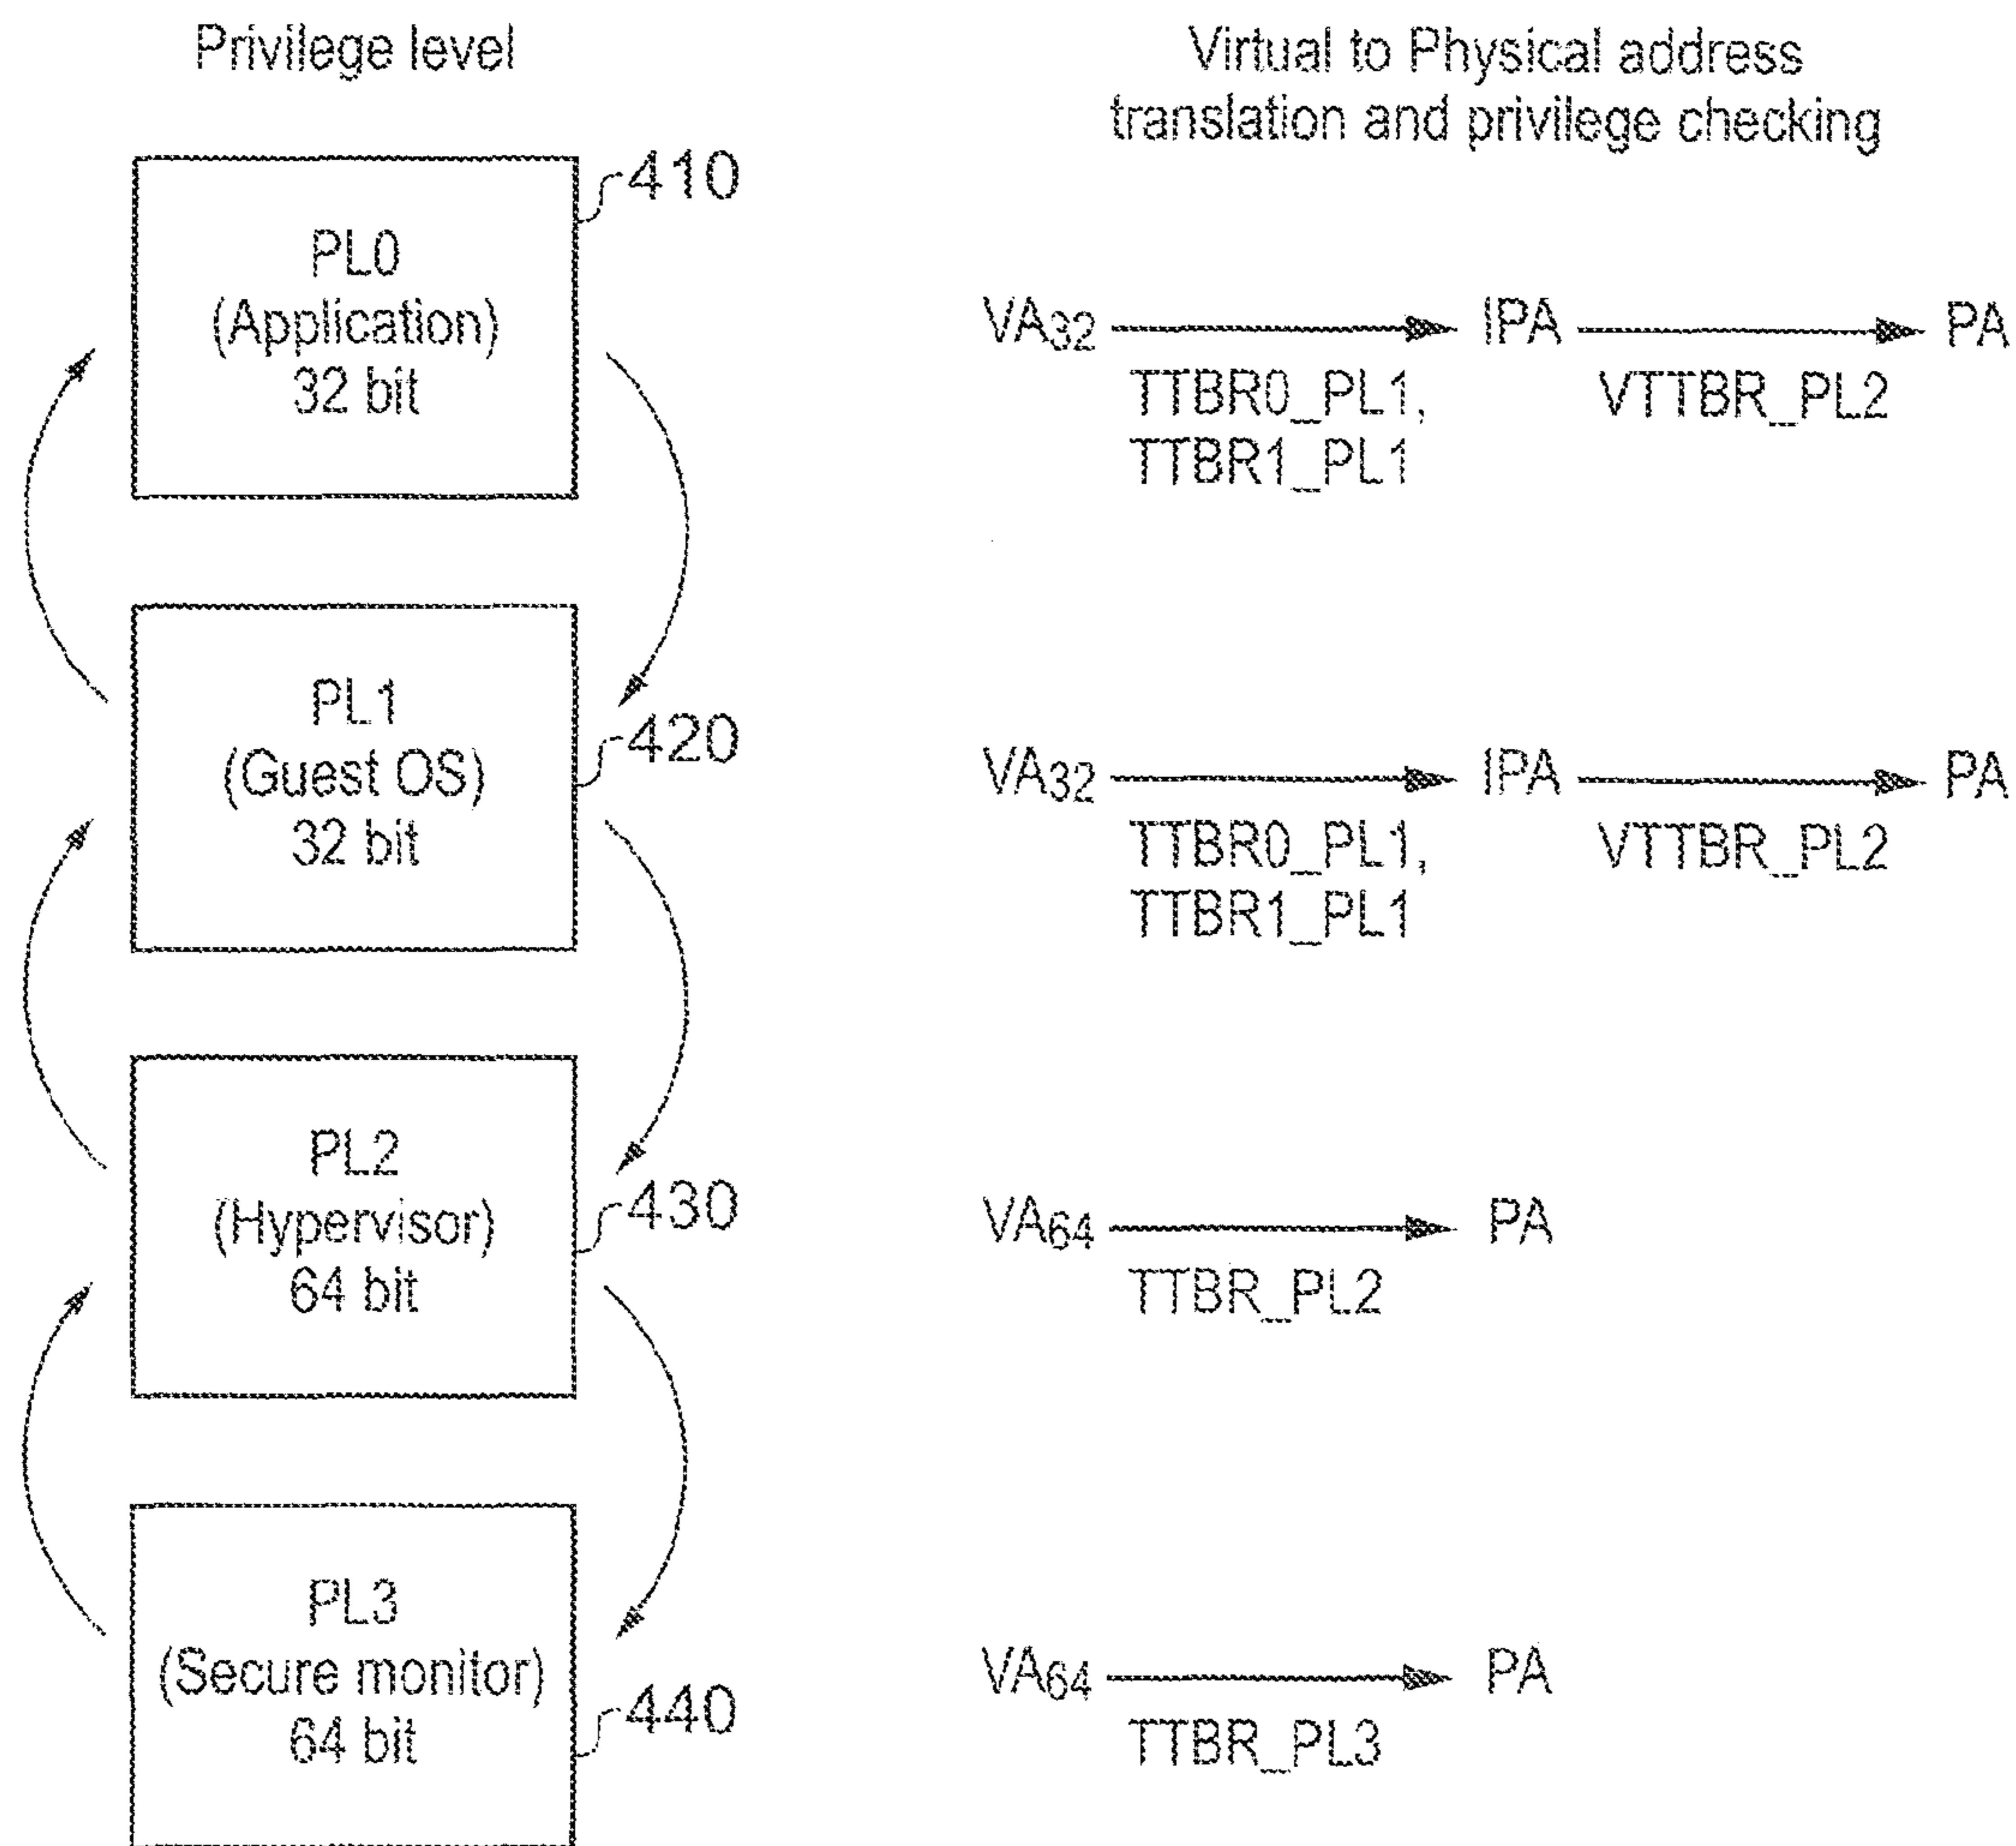 Privilege level
Virtual to Physical address
translation and privilege checking
410
PL0
(Application)
32 bit
VA32 IPA PA
TTBR0_PL1, VTTBR_PL2
TTBR1_PL1
420
PL1
(Guest OS)
32 bit
VA32 IPA PA
TTBR0_PL1, VTTBR_PL2
TTBR1_PL1
430
PL2
(Hypervisor)
64 bit
VA64 PA
TTBR_PL2
PL3
(Secure monitor)
64 bit
440
VA64 PA
TTBR_PL3